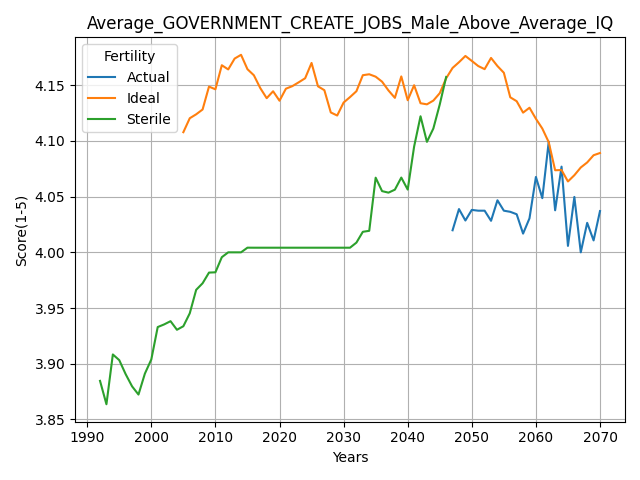 Average_GOVERNMENT_CREATE_JOBS_Male_Above_Average_IQ
Fertility
Actual
Ideal
Sterile
Score(1-5)
4.15
4.10
4.05
4.00
3.95
3.90
3.85
1990 2000 2010 2020 2030 2040 2050 2060 2070
Years